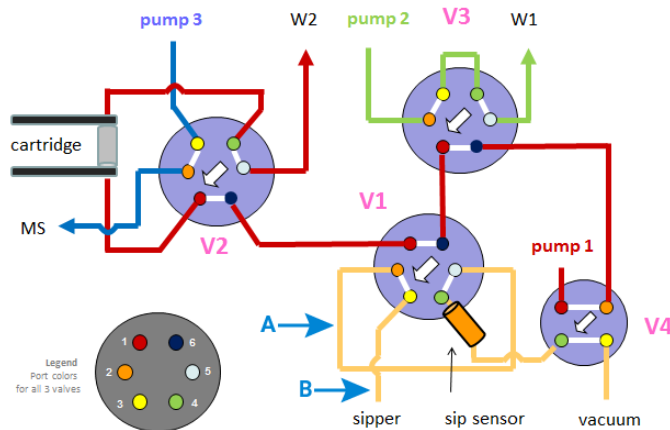 pump 3
W2
pump 2
V3
W1
cartridge
MS
V2
V1
pump 1
V4
A
B
Legend
Port colors
for all 3 valves
1
6
2
5
3
4
sipper
sip sensor
vacuum